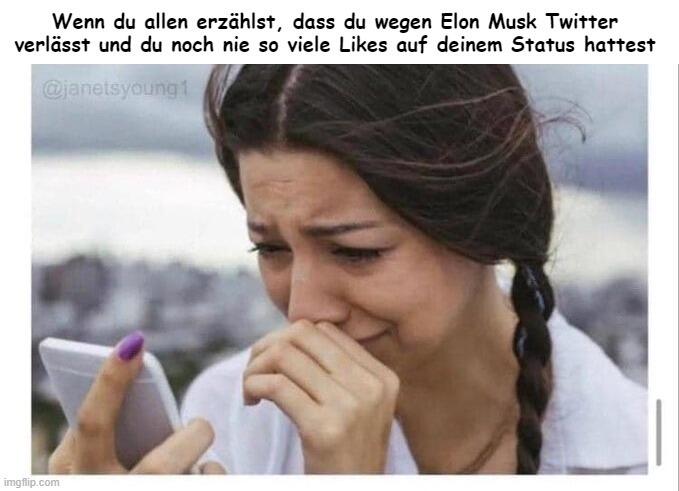 Wenn du allen erzählst, dass du wegen Elon Musk Twitter
verlässt und du noch nie so viele Likes auf deinem Status hattest
@janetsyoung1
imgflip.com